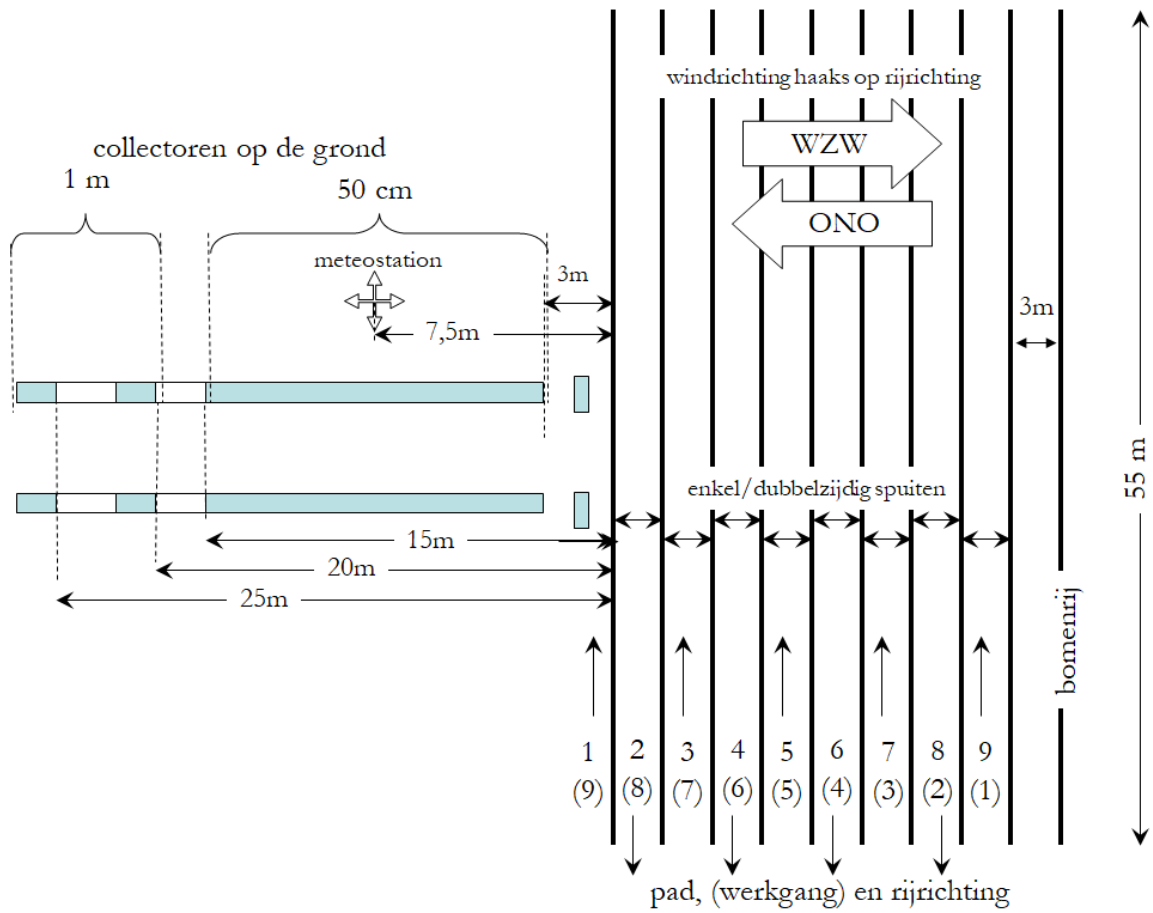 windrichting haaks op rijrichting
WZW
ONO
collectoren op de grond
1 m
50 cm
meteostation
3m
7,5m
3m
55 m
enkel/dubbelzijdig spuiten
15m
20m
25m
bomenrij
1 2 3 4 5 6 7 8 9
(9) (8) (7) (6) (5) (4) (3) (2) (1)
pad, (werkgang) en rijrichting